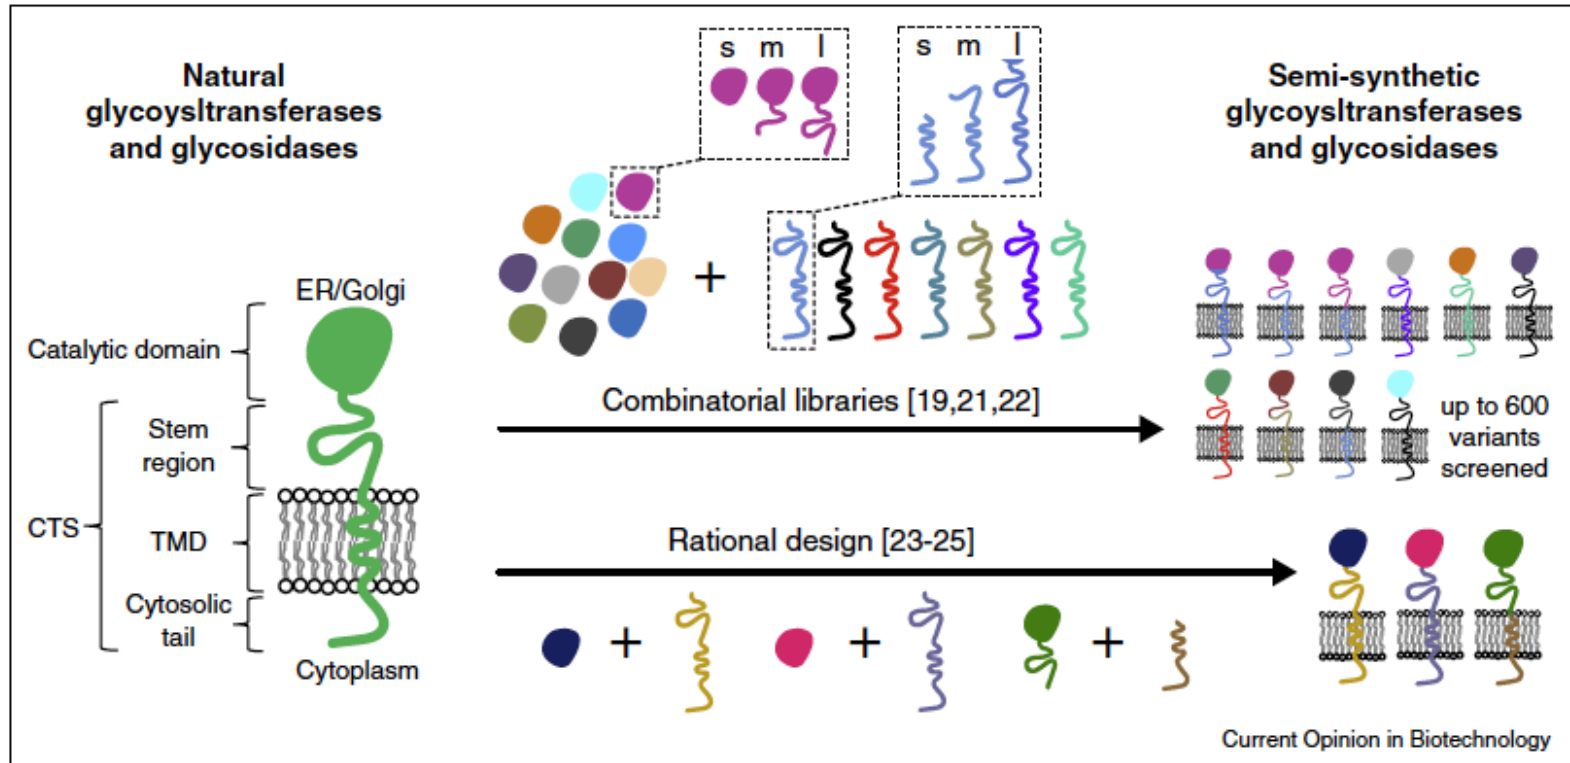 Natural
glycoysltransferases
and glycosidases
s m l
s m l
Semi-synthetic
glycoysltransferases
and glycosidases
ER/Golgi
Catalytic domain
Stem
region
CTS
TMD
Cytosolic
tail
Cytoplasm
+
Combinatorial libraries [19,21,22]
up to 600
variants
screened
Rational design [23-25]
+ + +
Current Opinion in Biotechnology